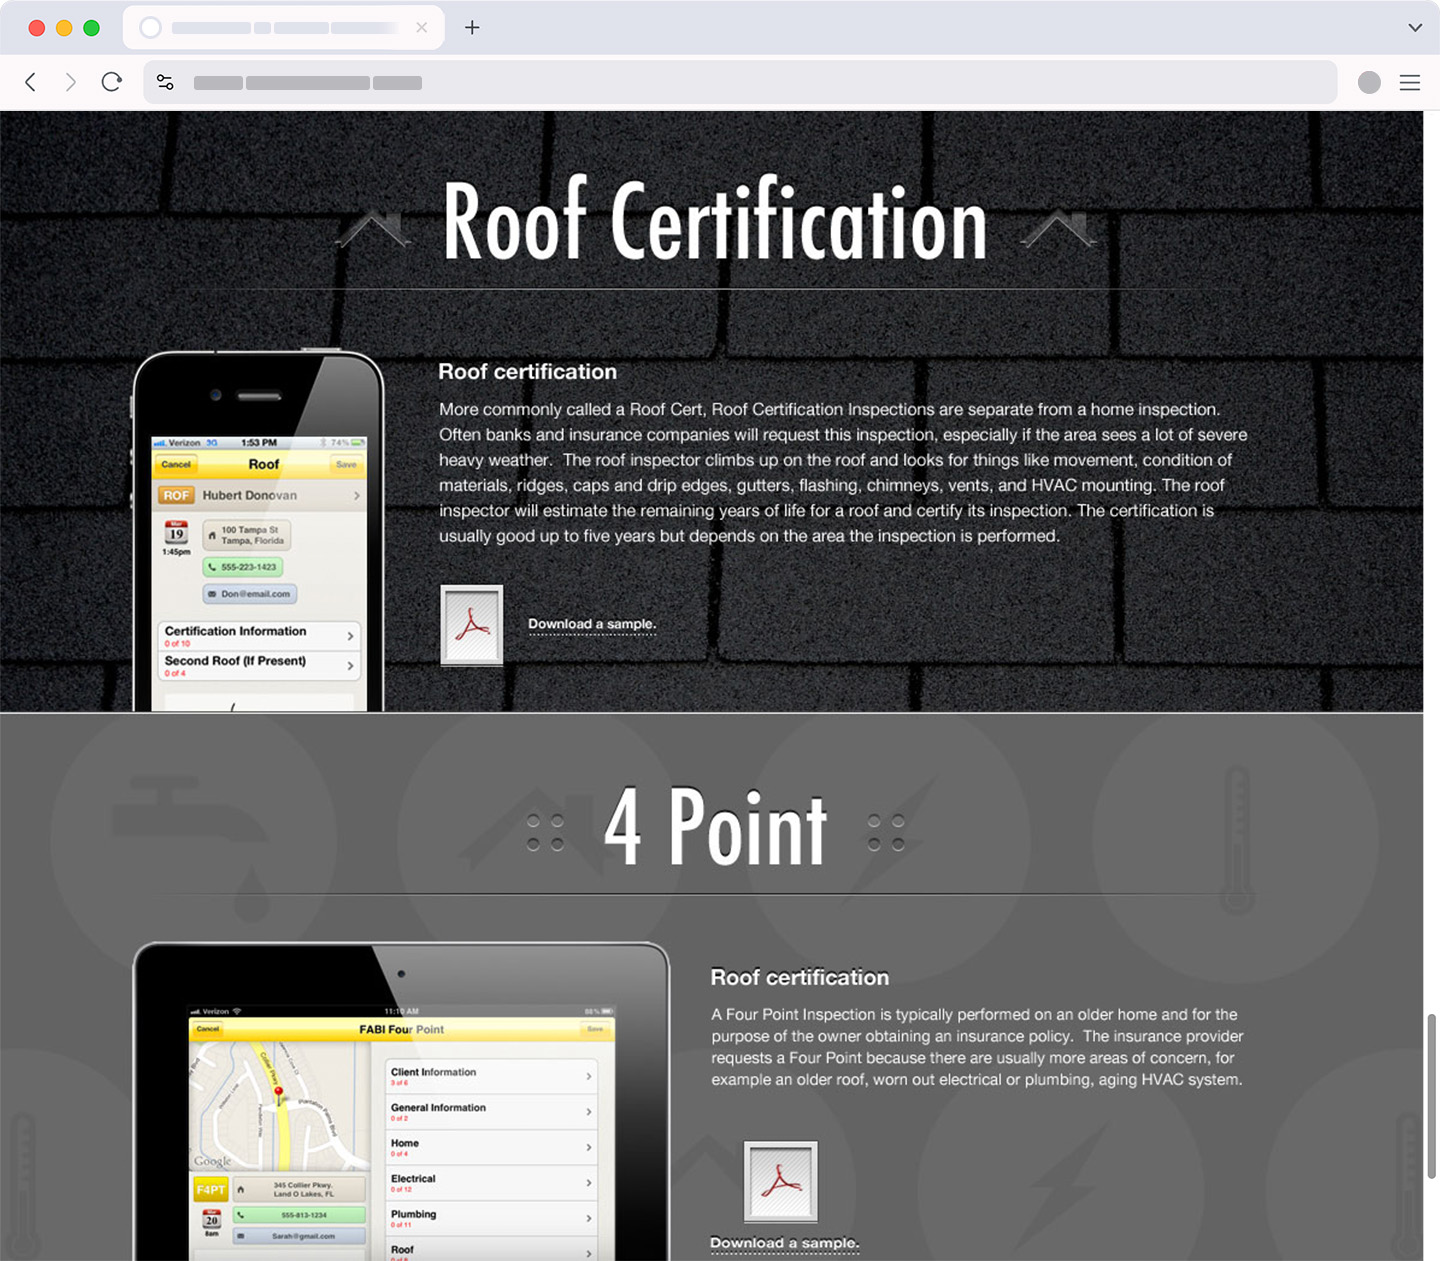 Roof Certification
Roof certification
More commonly called a Roof Cert, Roof Certification Inspections are separate from a home inspection.
Often banks and insurance companies will request this inspection, especially if the area sees a lot of severe
heavy weather.  The roof inspector climbs up on the roof and looks for things like movement, condition of
materials, ridges, caps and drip edges, gutters, flashing, chimneys, vents, and HVAC mounting. The roof
inspector will estimate the remaining years of life for a roof and certify its inspection. The certification is
usually good up to five years but depends on the area the inspection is performed.
Download a sample.
Verizon 3G 1:53 PM 74%
Cancel Roof Save
ROF Hubert Donovan
Mar
19
1:45pm
100 Tampa St
Tampa, Florida
555-223-1423
Don@email.com
Certification Information
0 of 10
Second Roof (If Present)
0 of 4
4 Point
Roof certification
A Four Point Inspection is typically performed on an older home and for the
purpose of the owner obtaining an insurance policy.  The insurance provider
requests a Four Point because there are usually more areas of concern, for
example an older roof, worn out electrical or plumbing, aging HVAC system.
Download a sample.
Verizon 11:10 AM 86%
Cancel FABI Four Point Save
Collier Pkwy
Plantation Palms Blvd
Google
F4PT
345 Collier Pkwy.
Land O Lakes, FL
Mar
20
8am
555-813-1234
Sarah@gmail.com
Client Information
3 of 6
General Information
0 of 2
Home
0 of 4
Electrical
0 of 12
Plumbing
0 of 11
Roof